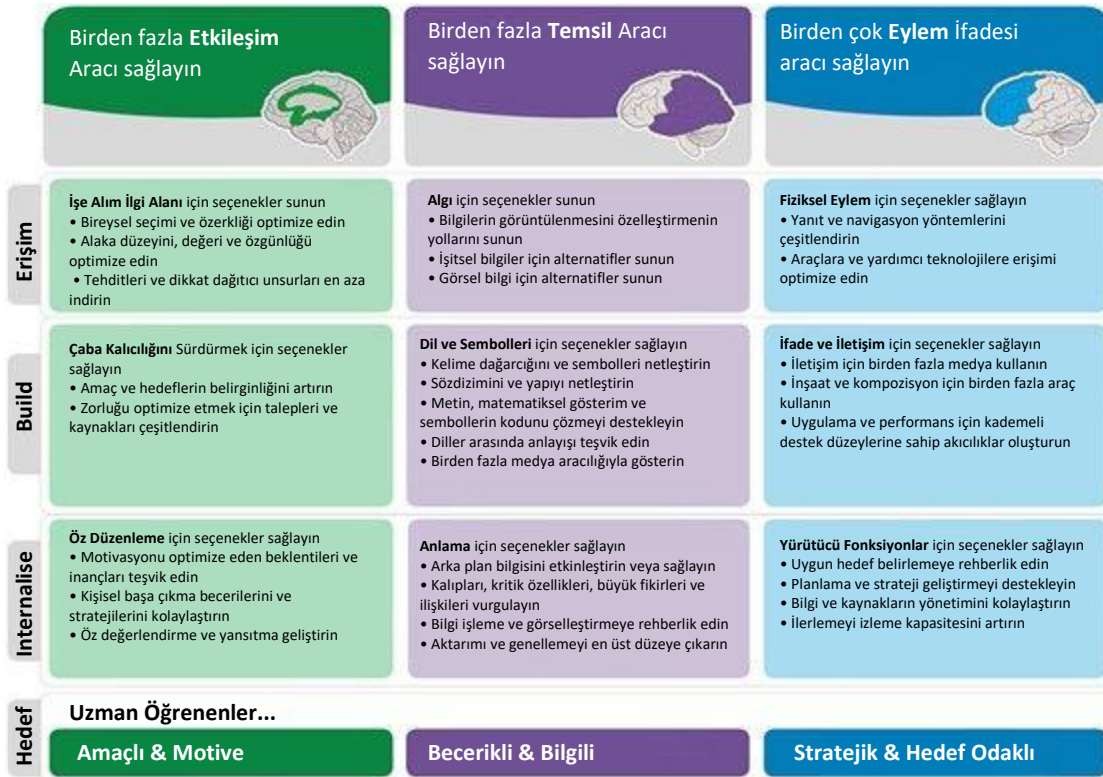 Birden fazla Etkileşim
Aracı sağlayın
Birden fazla Temsil Aracı
sağlayın
Birden çok Eylem İfadesi
aracı sağlayın
Erişim
İşe Alım İlgi Alanı için seçenekler sunun
• Bireysel seçimi ve özerkliği optimize edin
• Alaka düzeyini, değeri ve özgünlüğü
optimize edin
• Tehditleri ve dikkat dağıtıcı unsurları en aza
indirin
Algı için seçenekler sunun
• Bilgilerin görüntülenmesini özelleştirmenin
yollarını sunun
• İşitsel bilgiler için alternatifler sunun
• Görsel bilgi için alternatifler sunun
Fiziksel Eylem için seçenekler sağlayın
• Yanıt ve navigasyon yöntemlerini
çeşitlendirin
• Araçlara ve yardımcı teknolojilere erişimi
optimize edin
Build
Çaba Kalıcılığını Sürdürmek için seçenekler
sağlayın
• Amaç ve hedeflerin belirginliğini artırın
• Zorluğu optimize etmek için talepleri ve
kaynakları çeşitlendirin
Dil ve Sembolleri için seçenekler sağlayın
• Kelime dağarcığını ve sembolleri netleştirin
• Sözdizimini ve yapıyı netleştirin
• Metin, matematiksel gösterim ve
sembollerin kodunu çözmeyi destekleyin
• Diller arasında anlayışı teşvik edin
• Birden fazla medya aracılığıyla gösterin
İfade ve İletişim için seçenekler sağlayın
• İletişim için birden fazla medya kullanın
• İnşaat ve kompozisyon için birden fazla araç
kullanın
• Uygulama ve performans için kademeli
destek düzeylerine sahip akıcılıklar oluşturun
Internalise
Öz Düzenleme için seçenekler sağlayın
• Motivasyonu optimize eden beklentileri ve
inançları teşvik edin
• Kişisel başa çıkma becerilerini ve
stratejilerini kolaylaştırın
• Öz değerlendirme ve yansıtma geliştirin
Anlama için seçenekler sağlayın
• Arka plan bilgisini etkinleştirin veya sağlayın
• Kalıpları, kritik özellikleri, büyük fikirleri ve
ilişkileri vurgulayın
• Bilgi işleme ve görselleştirmeye rehberlik edin
• Aktarımı ve genellemeyi en üst düzeye çıkarın
Yürütücü Fonksiyonlar için seçenekler sağlayın
• Uygun hedef belirlemeye rehberlik edin
• Planlama ve strateji geliştirmeyi destekleyin
• Bilgi ve kaynakların yönetimini kolaylaştırın
• İlerlemeyi izleme kapasitesini artırın
Hedef
Uzman Öğrenenler...
Amaçlı & Motive
Becerikli & Bilgili
Stratejik & Hedef Odaklı